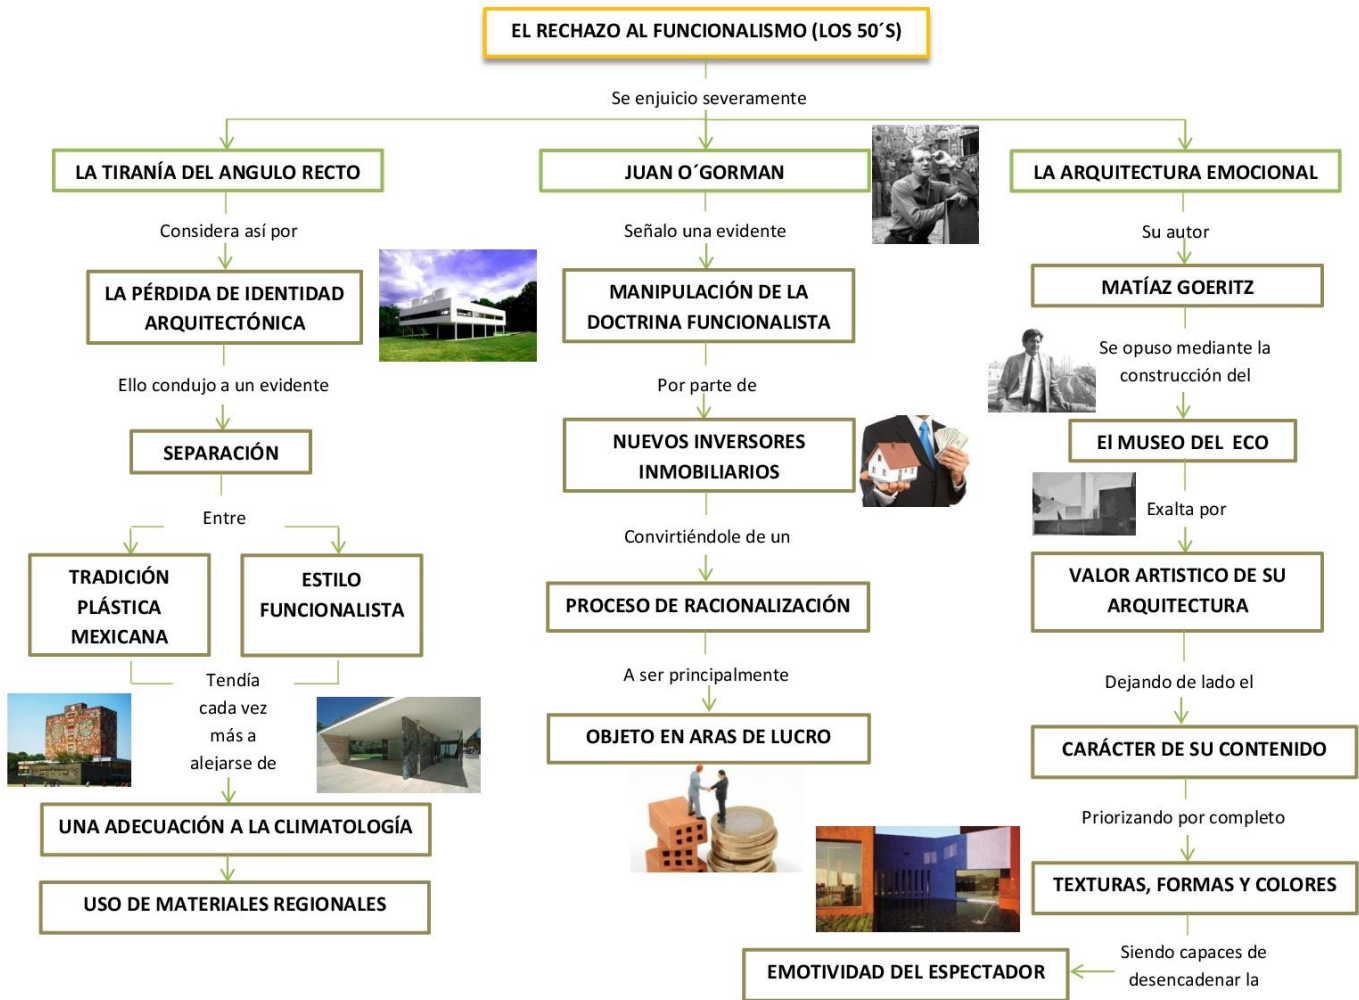 EL RECHAZO AL FUNCIONALISMO (LOS 50´S)
Se enjuicio severamente
LA TIRANÍA DEL ANGULO RECTO
Considera así por
LA PÉRDIDA DE IDENTIDAD
ARQUITECTÓNICA
Ello condujo a un evidente
SEPARACIÓN
Entre
TRADICIÓN
PLÁSTICA
MEXICANA
ESTILO
FUNCIONALISTA
Tendía
cada vez
más a
alejarse de
UNA ADECUACIÓN A LA CLIMATOLOGÍA
USO DE MATERIALES REGIONALES
JUAN O´GORMAN
Señalo una evidente
MANIPULACIÓN DE LA
DOCTRINA FUNCIONALISTA
Por parte de
NUEVOS INVERSORES
INMOBILIARIOS
Convirtiéndole de un
PROCESO DE RACIONALIZACIÓN
A ser principalmente
OBJETO EN ARAS DE LUCRO
LA ARQUITECTURA EMOCIONAL
Su autor
MATÍAZ GOERITZ
Se opuso mediante la
construcción del
El MUSEO DEL ECO
Exalta por
VALOR ARTISTICO DE SU
ARQUITECTURA
Dejando de lado el
CARÁCTER DE SU CONTENIDO
Priorizando por completo
TEXTURAS, FORMAS Y COLORES
Siendo capaces de
desencadenar la
EMOTIVIDAD DEL ESPECTADOR